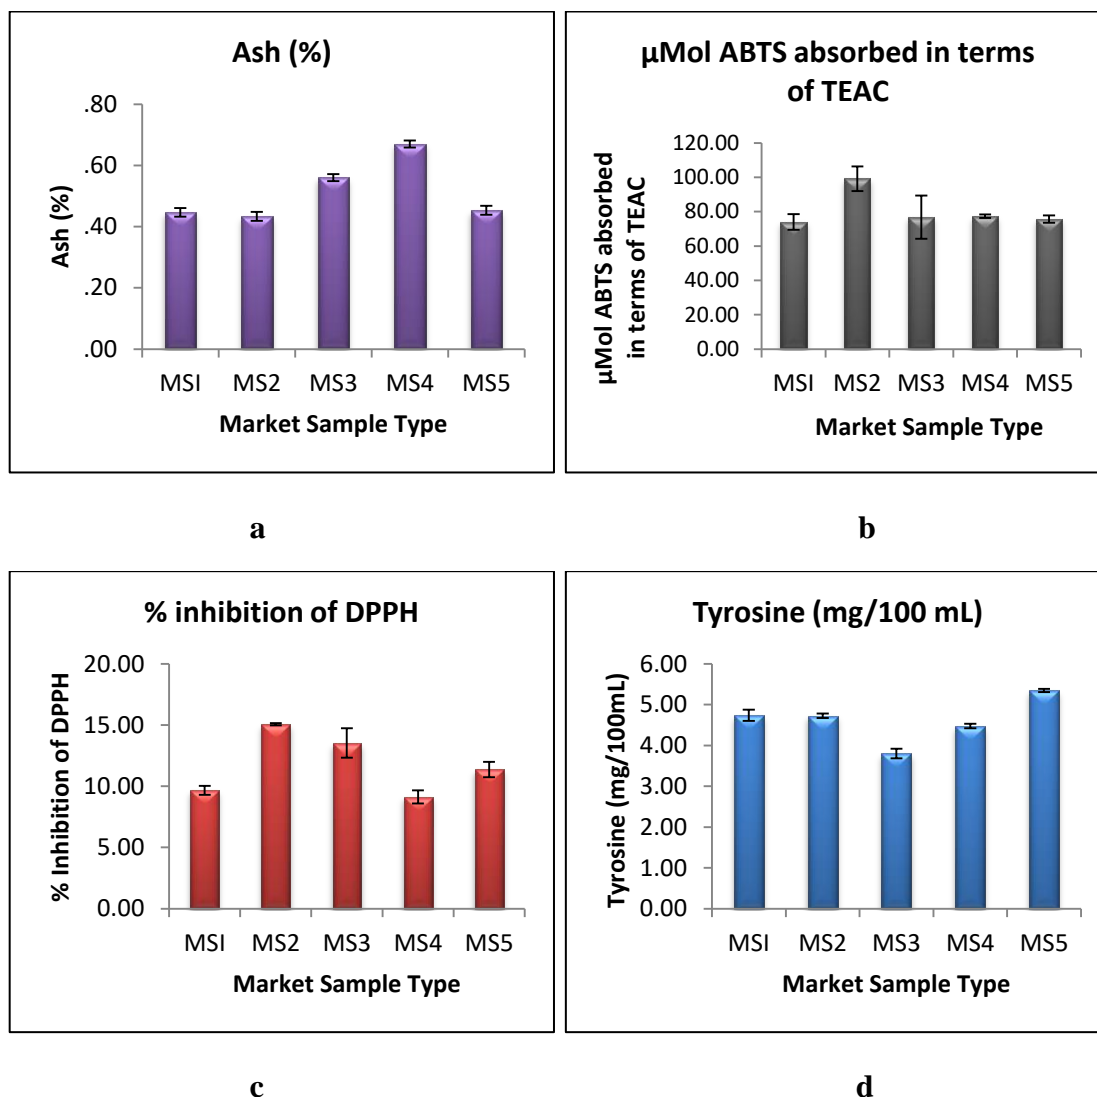 Ash (%)
.80
.60
.40
.20
.00
Ash (%)
MSI MS2 MS3 MS4 MS5
Market Sample Type
a
µMol ABTS absorbed in terms
of TEAC
120.00
100.00
80.00
60.00
40.00
20.00
0.00
µMol ABTS absorbed
in terms of TEAC
MSI MS2 MS3 MS4 MS5
Market Sample Type
b
% inhibition of DPPH
20.00
15.00
10.00
5.00
0.00
% Inhibition of DPPH
MSI MS2 MS3 MS4 MS5
Market Sample Type
c
Tyrosine (mg/100 mL)
6.00
5.00
4.00
3.00
2.00
1.00
0.00
Tyrosine (mg/100mL)
MSI MS2 MS3 MS4 MS5
Market Sample Type
d